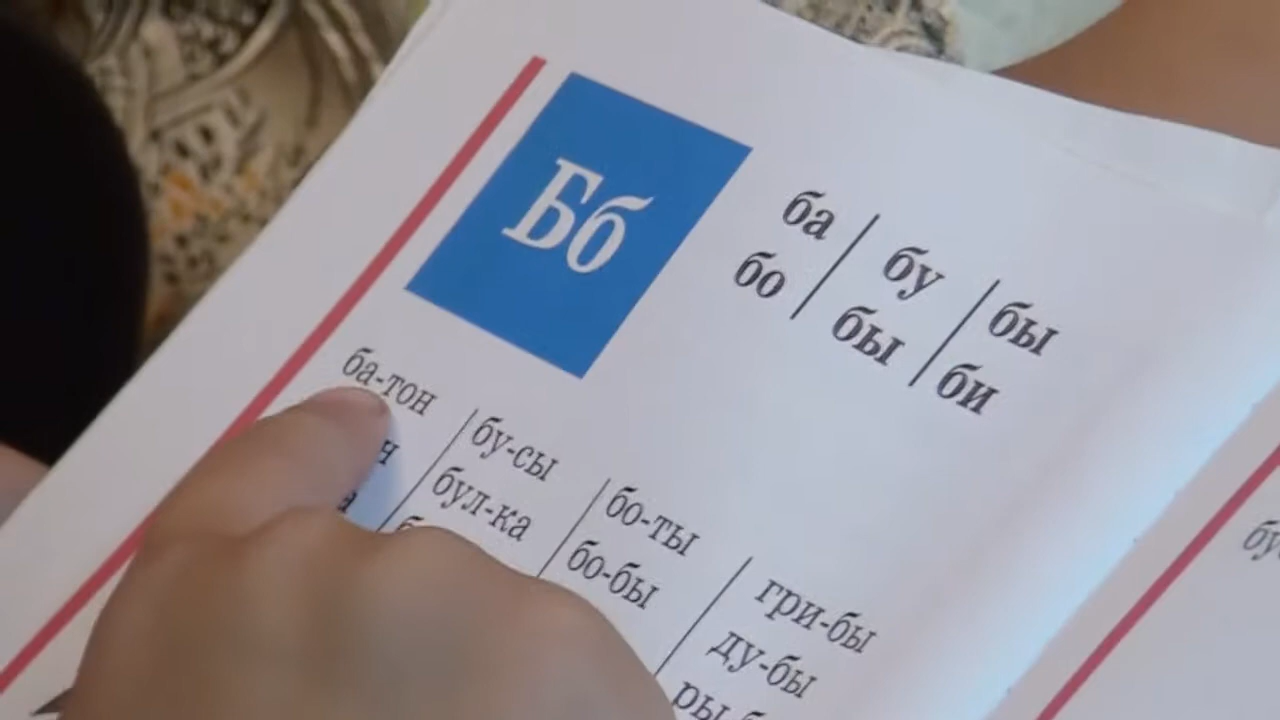 Бб
ба бу бы
бо бы би
ба-тон бу-сы бо-ты гри-бы
бул-ка бо-бы ду-бы